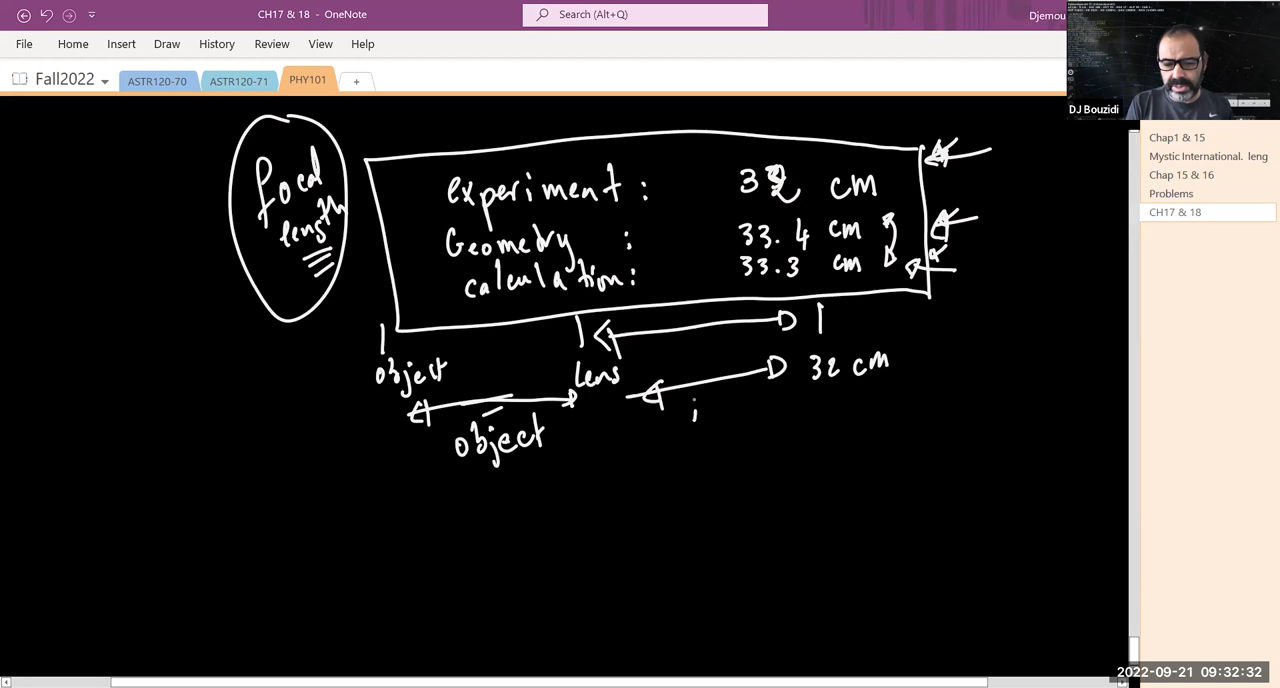 CH17 & 18 - OneNote
Search (Alt+Q)
Djemou
File Home Insert Draw History Review View Help
Fall2022 ASTR120-70 ASTR120-71 PHY101 +
DJ Bouzidi
Chap1 & 15
Mystic International. leng
Chap 15 & 16
Problems
CH17 & 18
focal
length
experiment: 32 cm
Geometry : 33.4 cm
calculation: 33.3 cm
object
lens
32 cm
object
i
2022-09-21 09:32:32